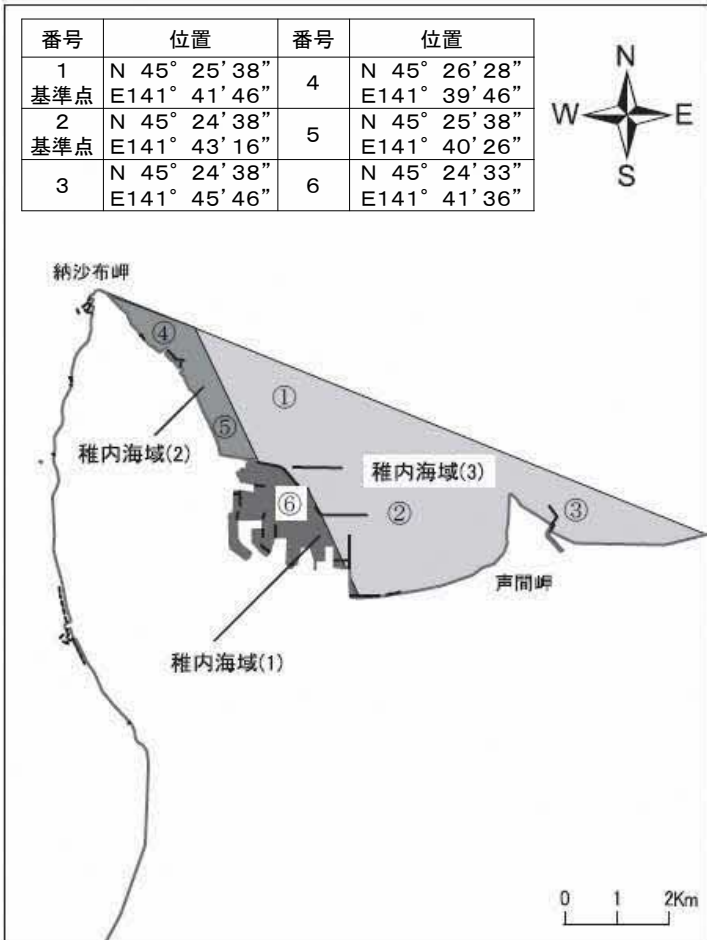 番号 位置 番号 位置
1 基準点 N 45° 25'38" E141° 41'46" 4 N 45° 26'28" E141° 39'46"
2 基準点 N 45° 24'38" E141° 43'16" 5 N 45° 25'38" E141° 40'26"
3 N 45° 24'38" E141° 45'46" 6 N 45° 24'33" E141° 41'36"
N
W E
S
納沙布岬
④
①
⑤
稚内海域(2)
稚内海域(3)
⑥
②
③
声間岬
稚内海域(1)
0 1 2Km